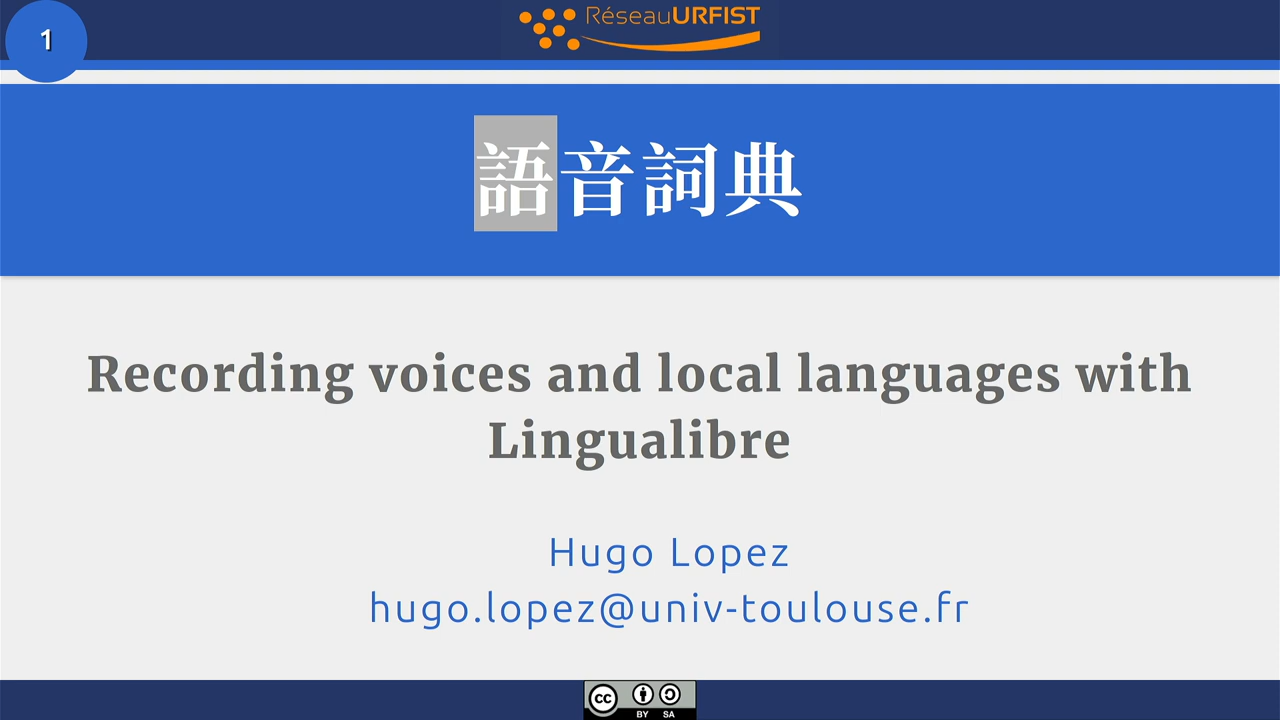 1
RéseauURFIST
語音詞典
Recording voices and local languages with
Lingualibre
Hugo Lopez
hugo.lopez@univ-toulouse.fr
cc
BY SA